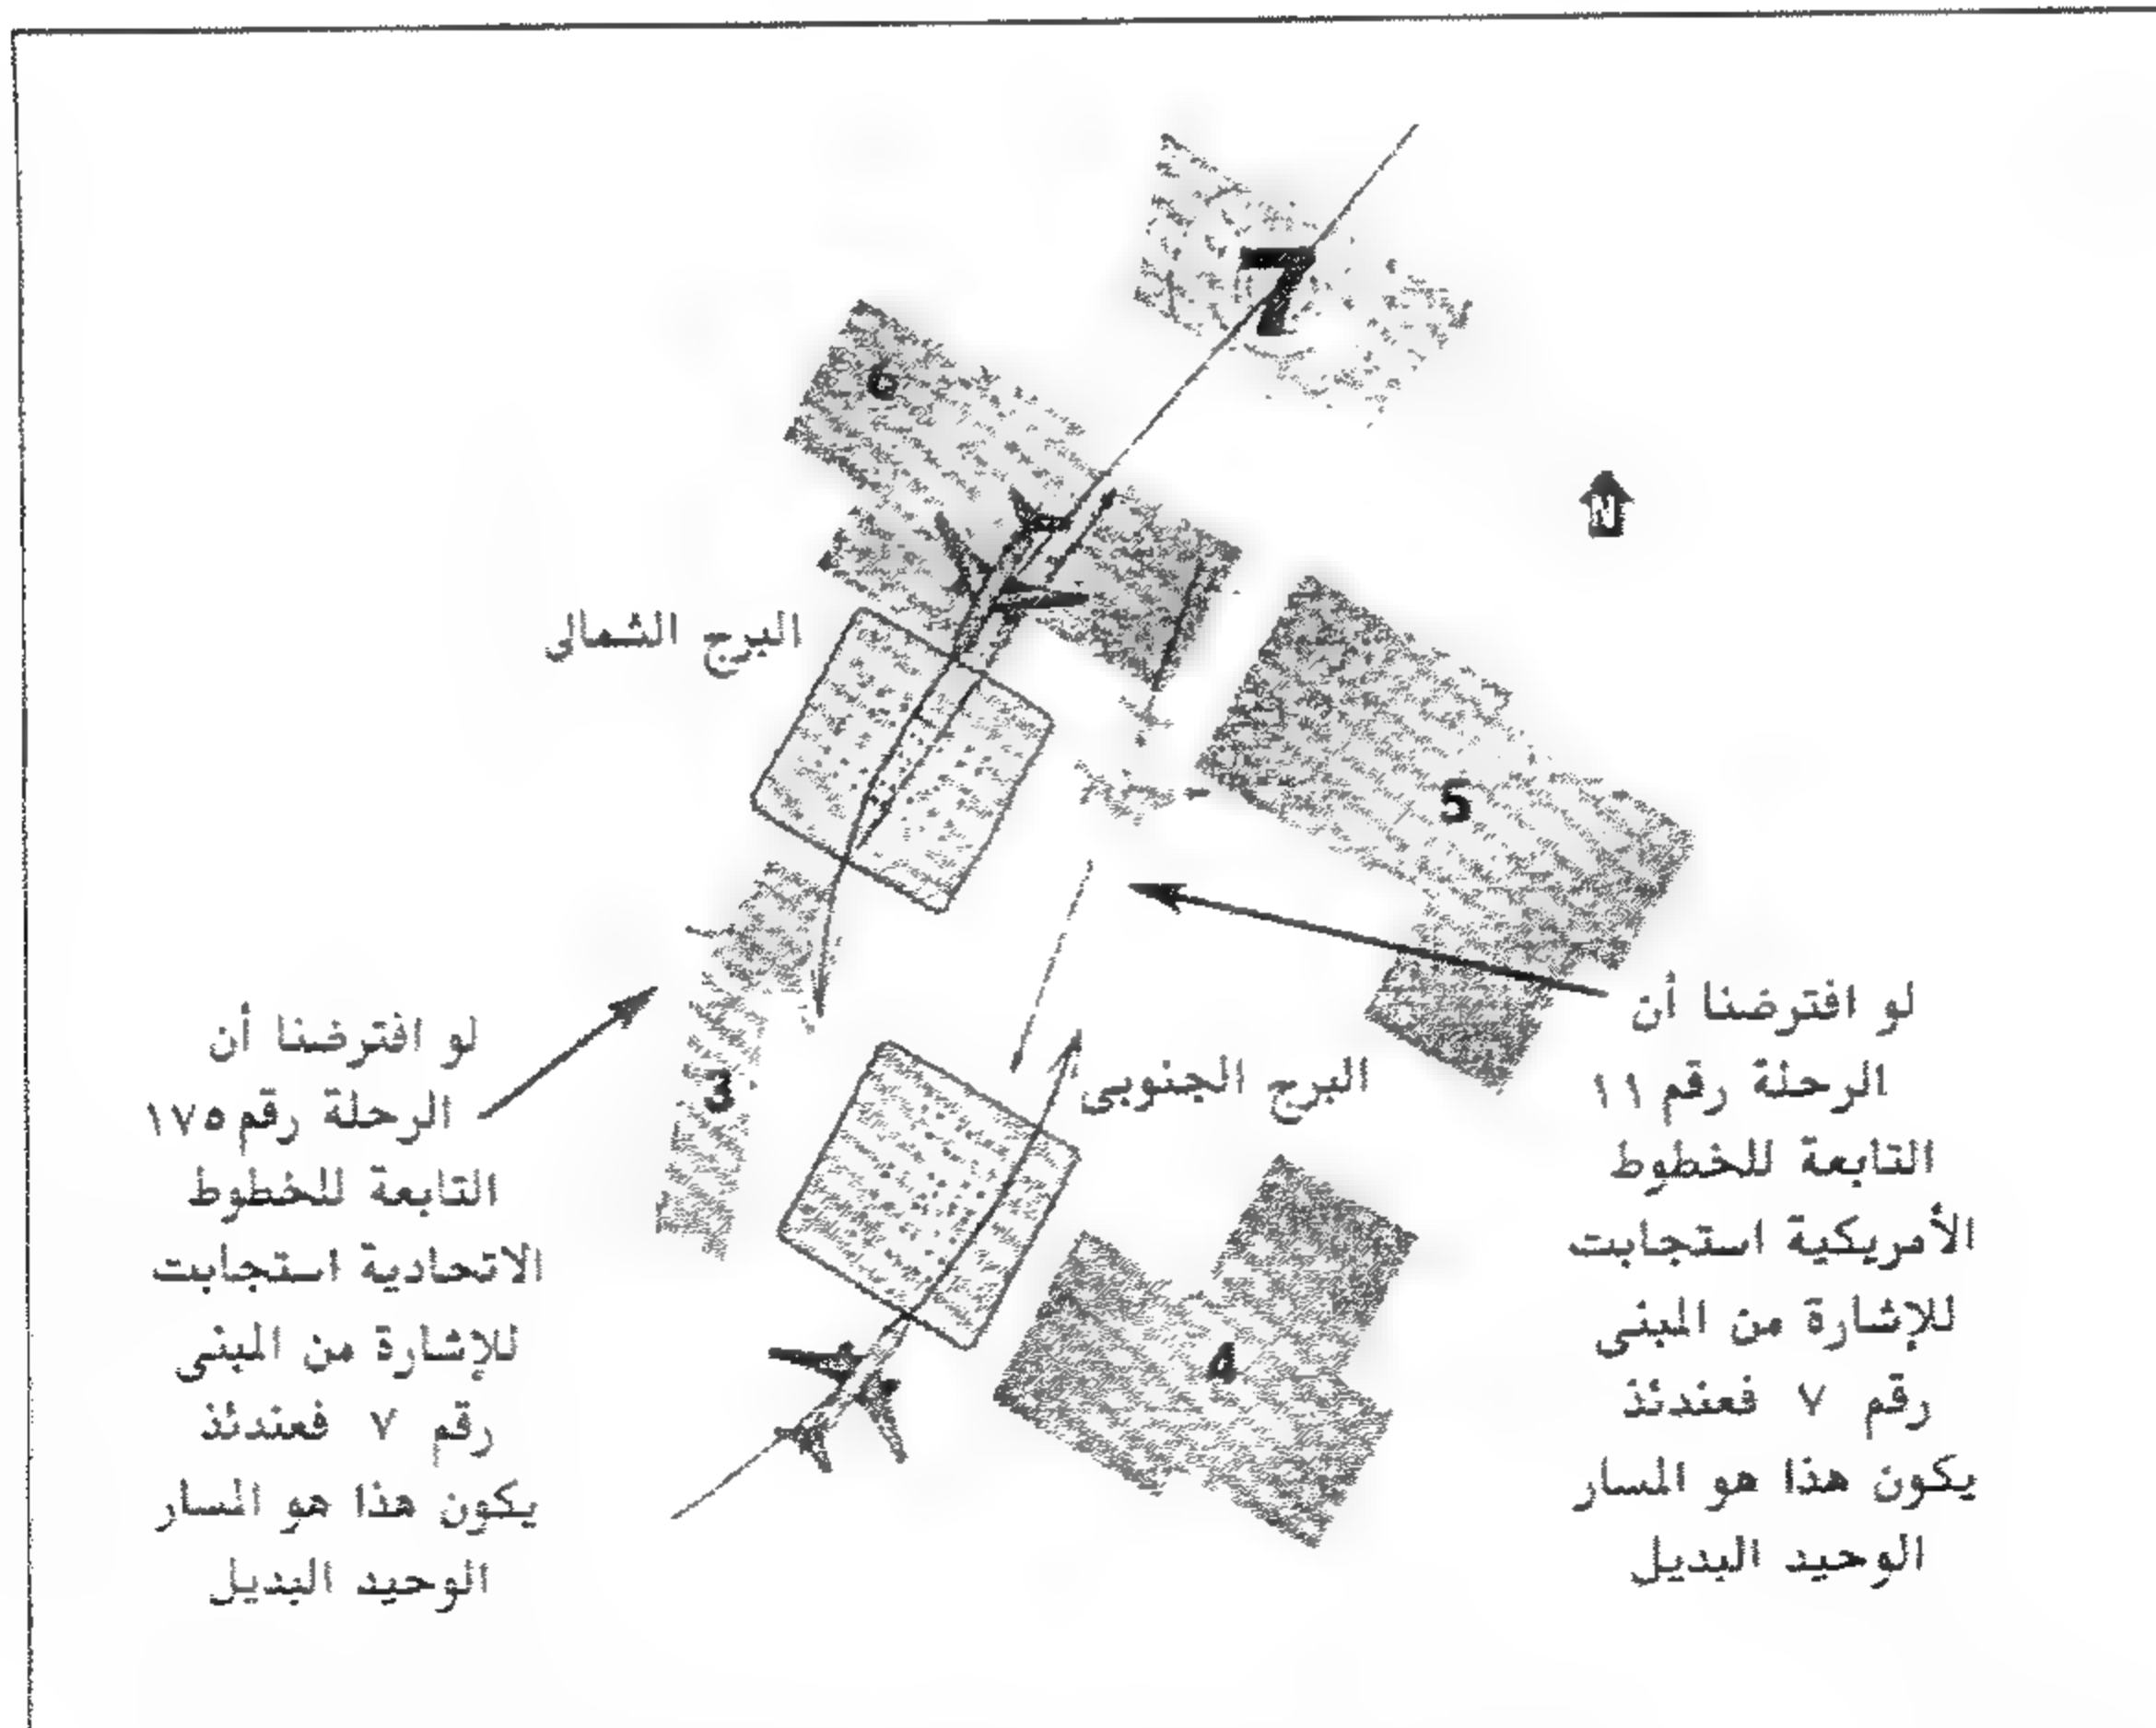 7
6
N
البرج الشمالى
5
لو افترضنا أن
الرحلة رقم ١١
التابعة للخطوط
الأمريكية استجابت
للإشارة من المبنى
رقم ٧ فعندئذ
يكون هذا هو المسار
الوحيد البديل
البرج الجنوبى
3
4
لو افترضنا أن
الرحلة رقم ١٧٥
التابعة للخطوط
الاتحادية استجابت
للإشارة من المبنى
رقم ٧ فعندئذ
يكون هذا هو المسار
الوحيد البديل